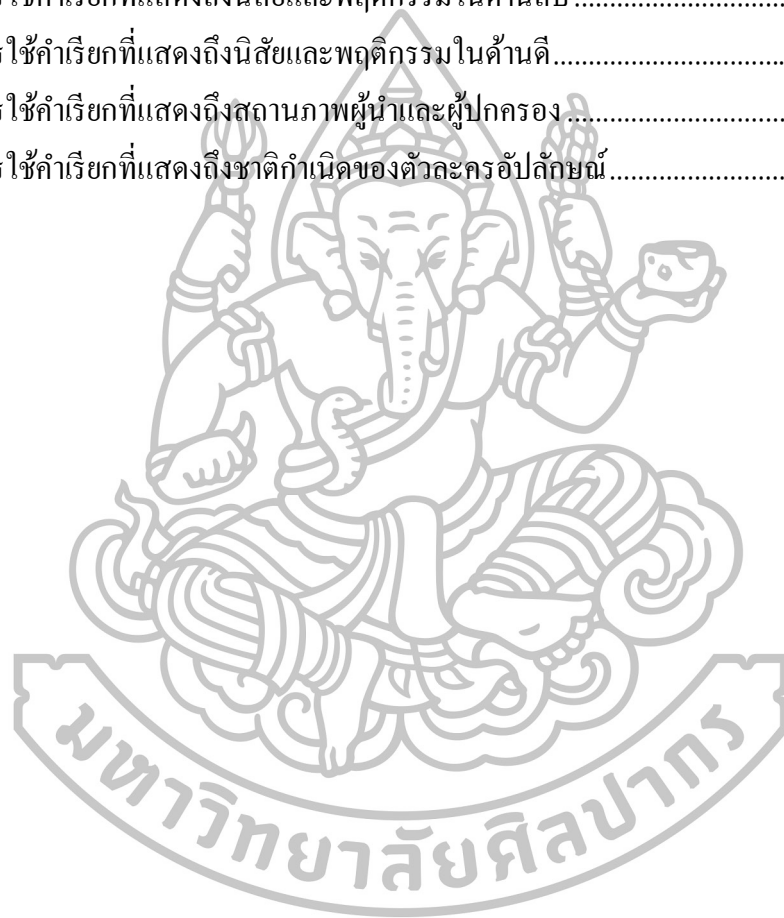 ใช้คำเรียกที่แสดงถึงนิสัยและพฤติกรรมในด้านดี........................................
ใช้คำเรียกที่แสดงถึงสถานภาพผู้นำและผู้ปกครอง........................................
ใช้คำเรียกที่แสดงถึงชาติกำเนิดของตัวละครอัปลักษณ์................................
มหาวิทยาลัยศิลปากร